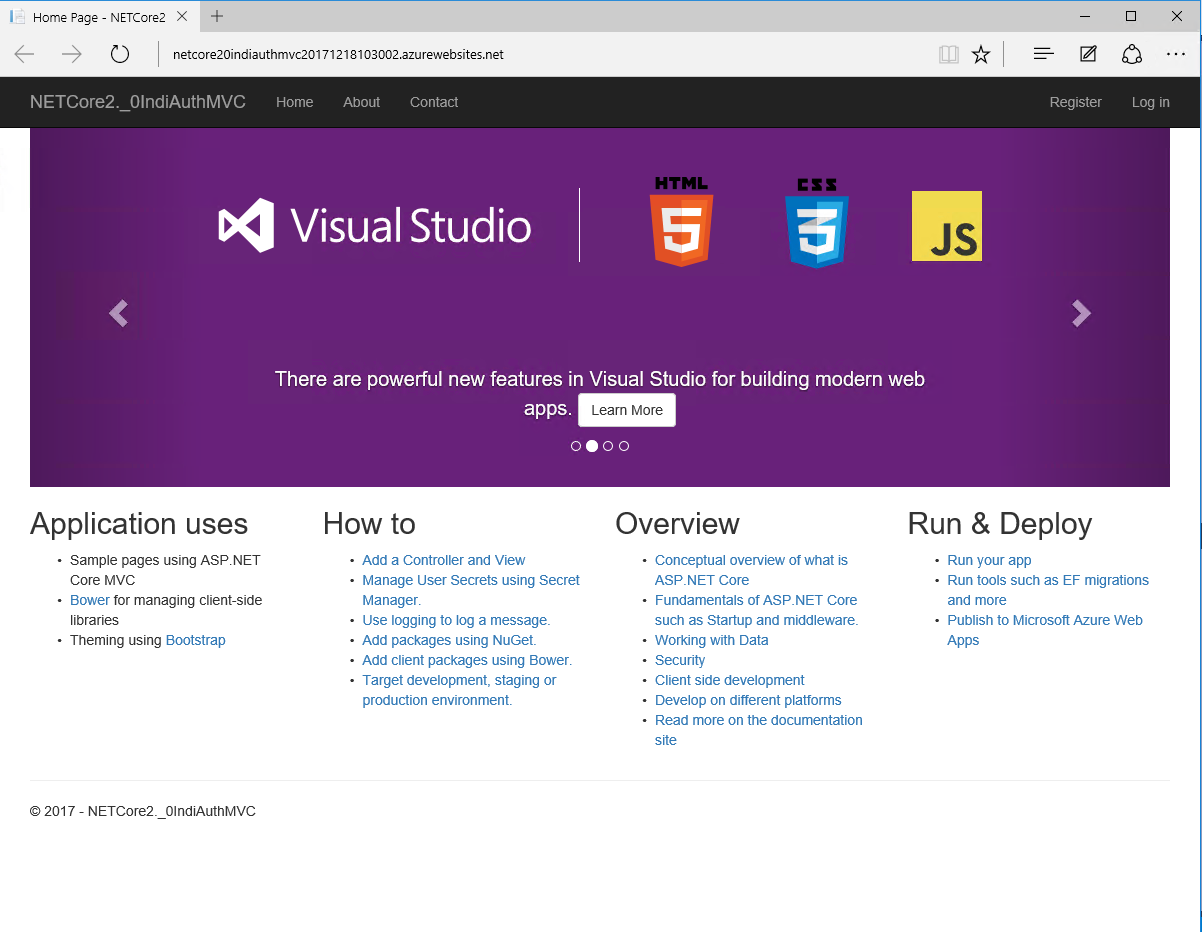 Home Page - NETCore2
netcore20indiauthmvc20171218103002.azurewebsites.net
NETCore2._0IndiAuthMVC Home About Contact Register Log in
Visual Studio
HTML
5
CSS
3
JS
There are powerful new features in Visual Studio for building modern web
apps. Learn More
Application uses
• Sample pages using ASP.NET
Core MVC
• Bower for managing client-side
libraries
• Theming using Bootstrap
How to
• Add a Controller and View
• Manage User Secrets using Secret
Manager.
• Use logging to log a message.
• Add packages using NuGet.
• Add client packages using Bower.
• Target development, staging or
production environment.
Overview
• Conceptual overview of what is
ASP.NET Core
• Fundamentals of ASP.NET Core
such as Startup and middleware.
• Working with Data
• Security
• Client side development
• Develop on different platforms
• Read more on the documentation
site
Run & Deploy
• Run your app
• Run tools such as EF migrations
and more
• Publish to Microsoft Azure Web
Apps
© 2017 - NETCore2._0IndiAuthMVC